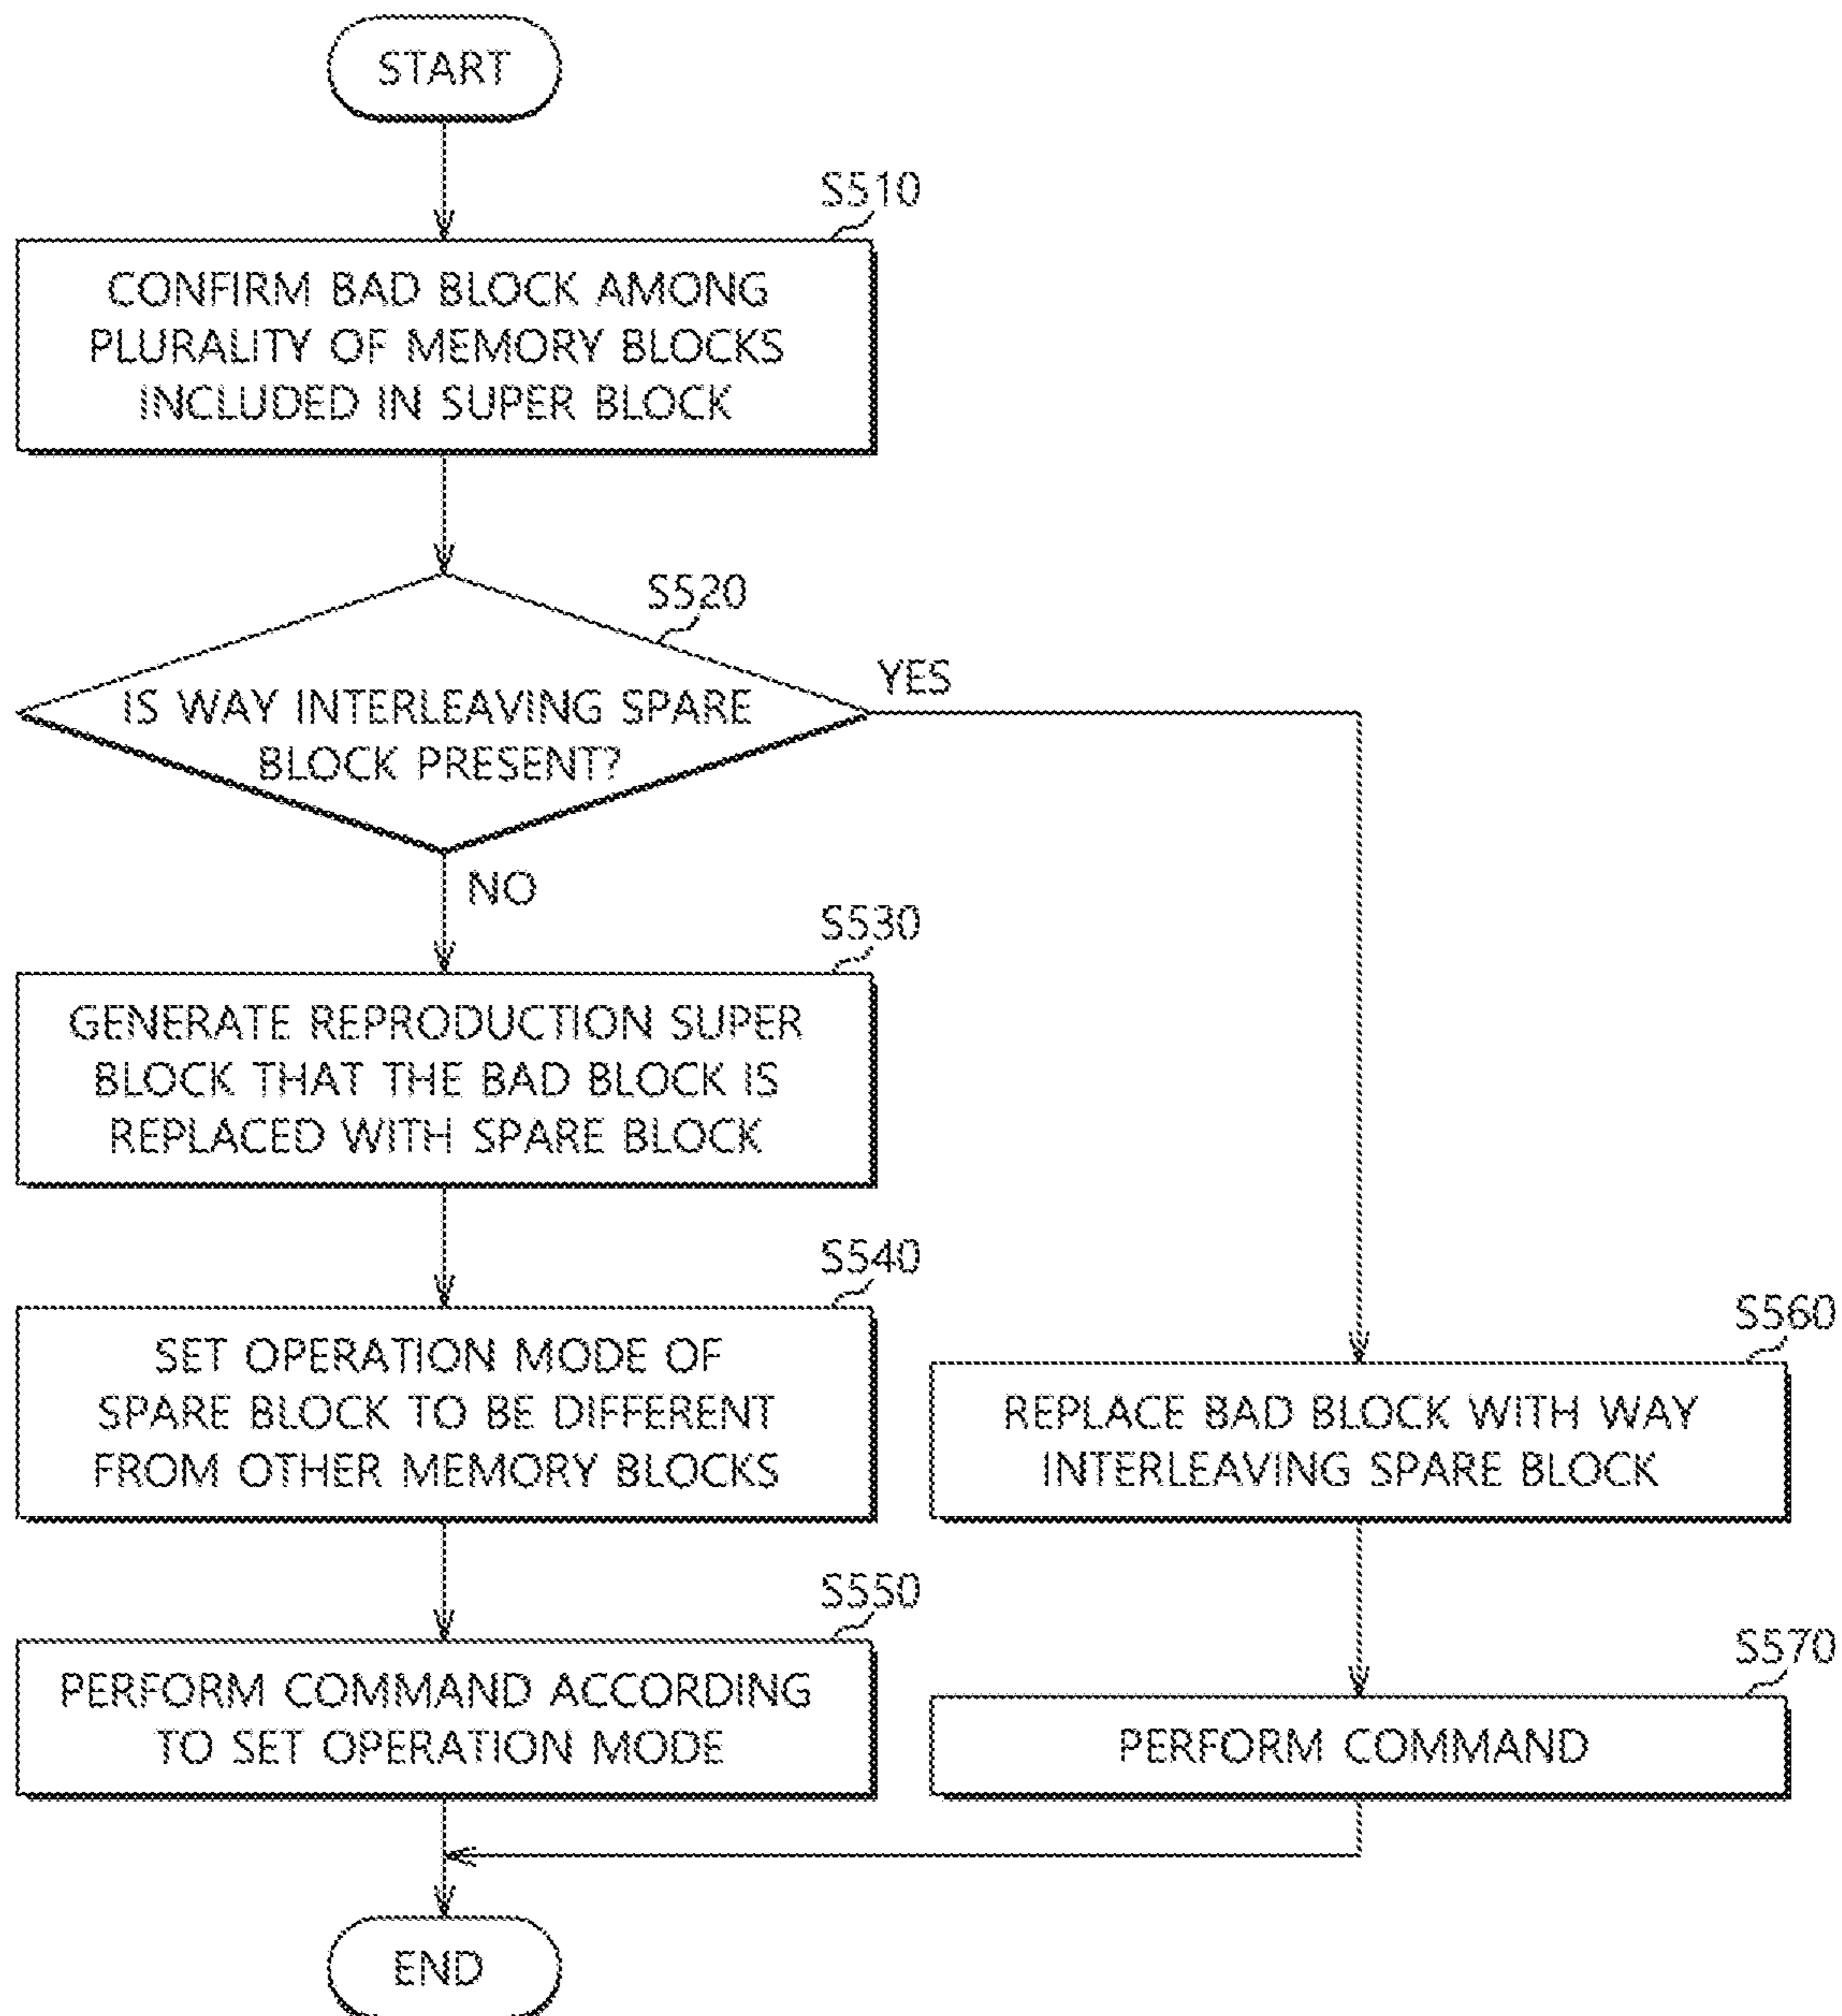 START
S510
CONFIRM BAD BLOCK AMONG
PLURALITY OF MEMORY BLOCKS
INCLUDED IN SUPER BLOCK
S520
IS WAY INTERLEAVING SPARE
BLOCK PRESENT?
YES
NO
S530
GENERATE REPRODUCTION SUPER
BLOCK THAT THE BAD BLOCK IS
REPLACED WITH SPARE BLOCK
S540
SET OPERATION MODE OF
SPARE BLOCK TO BE DIFFERENT
FROM OTHER MEMORY BLOCKS
S550
PERFORM COMMAND ACCORDING
TO SET OPERATION MODE
S560
REPLACE BAD BLOCK WITH WAY
INTERLEAVING SPARE BLOCK
S570
PERFORM COMMAND
END